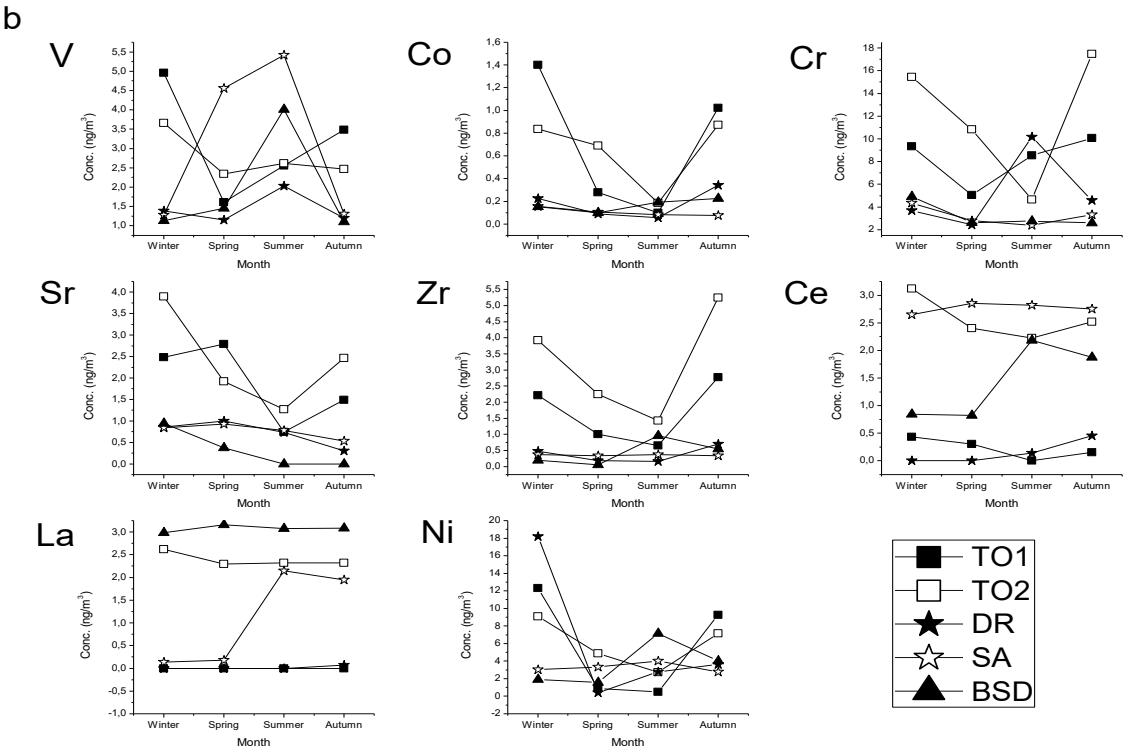 b
V
Conc. (ng/m³)
5,5
5,0
4,5
4,0
3,5
3,0
2,5
2,0
1,5
1,0
Winter Spring Summer Autumn
Month
Co
Conc. (ng/m³)
1,6
1,4
1,2
1,0
0,8
0,6
0,4
0,2
0,0
Winter Spring Summer Autumn
Month
Cr
Conc. (ng/m³)
18
16
14
12
10
8
6
4
2
Winter Spring Summer Autumn
Month
Sr
Conc. (ng/m³)
4,0
3,5
3,0
2,5
2,0
1,5
1,0
0,5
0,0
Winter Spring Summer Autumn
Month
Zr
Conc. (ng/m³)
5,5
5,0
4,5
4,0
3,5
3,0
2,5
2,0
1,5
1,0
0,5
0,0
Winter Spring Summer Autumn
Month
Ce
Conc. (ng/m³)
3,0
2,5
2,0
1,5
1,0
0,5
0,0
Winter Spring Summer Autumn
Month
La
Conc. (ng/m³)
3,0
2,5
2,0
1,5
1,0
0,5
0,0
-0,5
-1,0
Winter Spring Summer Autumn
Month
Ni
Conc. (ng/m³)
20
18
16
14
12
10
8
6
4
2
0
-2
Winter Spring Summer Autumn
Month
TO1
TO2
DR
SA
BSD